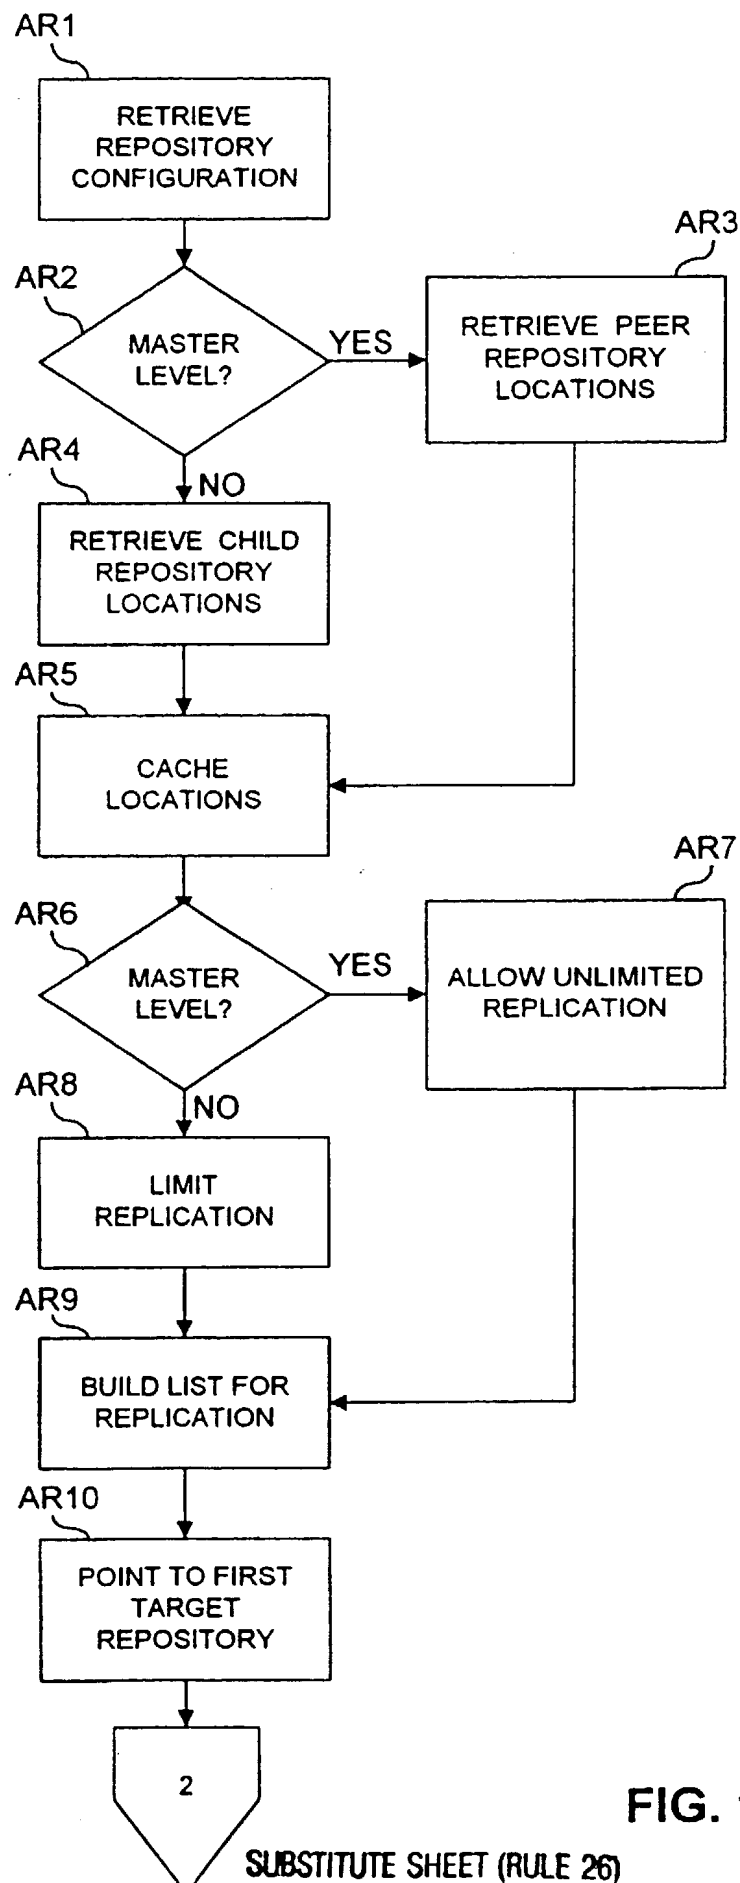 AR1
RETRIEVE
REPOSITORY
CONFIGURATION
AR2
MASTER
LEVEL?
YES
AR3
RETRIEVE PEER
REPOSITORY
LOCATIONS
NO
AR4
RETRIEVE CHILD
REPOSITORY
LOCATIONS
AR5
CACHE
LOCATIONS
AR6
MASTER
LEVEL?
YES
AR7
ALLOW UNLIMITED
REPLICATION
NO
AR8
LIMIT
REPLICATION
AR9
BUILD LIST FOR
REPLICATION
AR10
POINT TO FIRST
TARGET
REPOSITORY
2
FIG.
SUBSTITUTE SHEET (RULE 26)